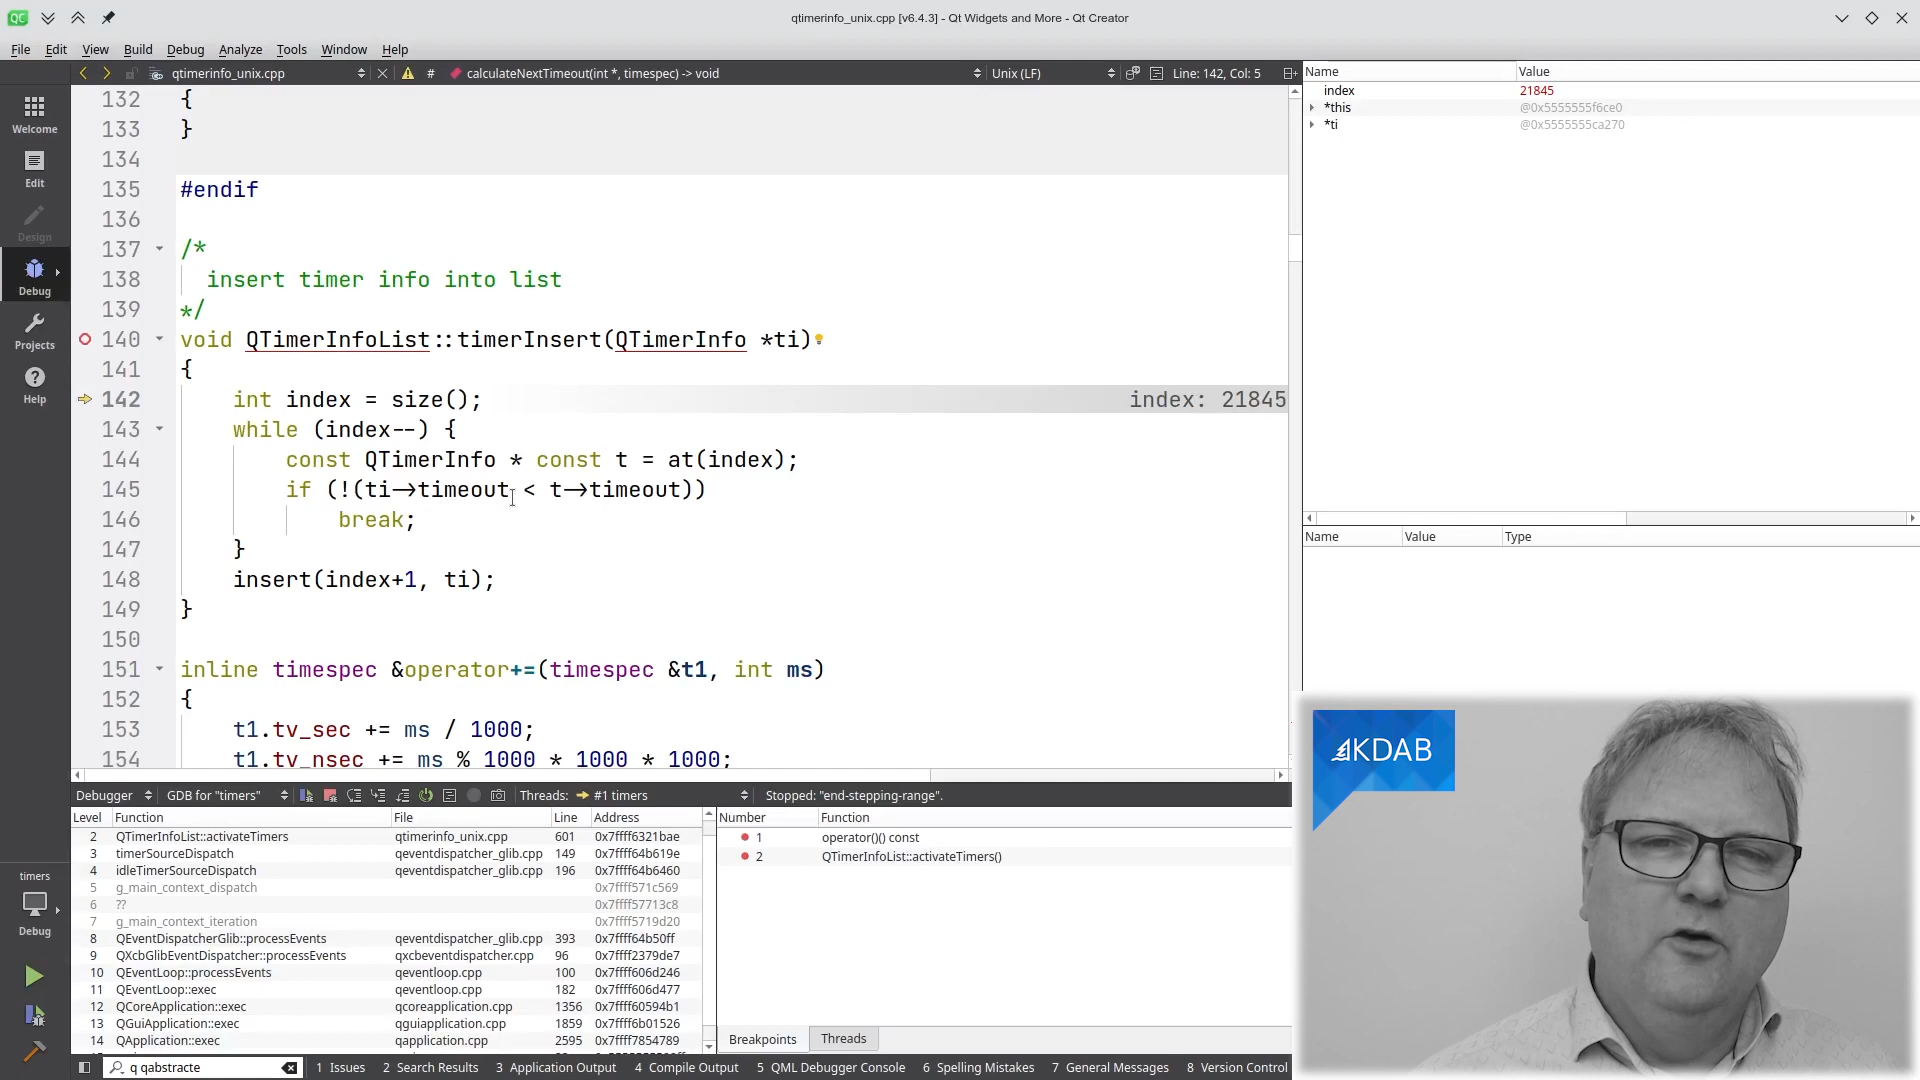 QC
qtimerinfo_unix.cpp [v6.4.3] - Qt Widgets and More - Qt Creator
File Edit View Build Debug Analyze Tools Window Help
qtimerinfo_unix.cpp # calculateNextTimeout(int *, timespec) -> void Unix (LF) Line: 142, Col: 5
132 {
133 }
134
135 #endif
136
137 /*
138 insert timer info into list
139 */
140 void QTimerInfoList::timerInsert(QTimerInfo *ti)
141 {
142 int index = size(); index: 21845
143 while (index--) {
144 const QTimerInfo * const t = at(index);
145 if (!(ti->timeout < t->timeout))
146 break;
147 }
148 insert(index+1, ti);
149 }
150
151 inline timespec &operator+=(timespec &t1, int ms)
152 {
153 t1.tv_sec += ms / 1000;
154 t1.tv_nsec += ms % 1000 * 1000 * 1000;
Welcome
Edit
Design
Debug
Projects
Help
timers
Debug
Name Value
index 21845
*this @0x5555555f6ce0
*ti @0x5555555ca270
Name Value Type
KDAB
Debugger GDB for "timers" Threads: #1 timers Stopped: "end-stepping-range".
Level Function File Line Address
2 QTimerInfoList::activateTimers qtimerinfo_unix.cpp 601 0x7ffff6321bae
3 timerSourceDispatch qeventdispatcher_glib.cpp 149 0x7ffff64b619e
4 idleTimerSourceDispatch qeventdispatcher_glib.cpp 196 0x7ffff64b6460
5 g_main_context_dispatch 0x7ffff571c569
6 ?? 0x7ffff57713c8
7 g_main_context_iteration 0x7ffff5719d20
8 QEventDispatcherGlib::processEvents qeventdispatcher_glib.cpp 393 0x7ffff64b50ff
9 QXcbGlibEventDispatcher::processEvents qxcbeventdispatcher.cpp 96 0x7ffff2379de7
10 QEventLoop::processEvents qeventloop.cpp 100 0x7ffff606d246
11 QEventLoop::exec qeventloop.cpp 182 0x7ffff606d477
12 QCoreApplication::exec qcoreapplication.cpp 1356 0x7ffff60594b1
13 QGuiApplication::exec qguiapplication.cpp 1859 0x7ffff6b01526
14 QApplication::exec qapplication.cpp 2595 0x7ffff7854789
Number Function
1 operator()() const
2 QTimerInfoList::activateTimers()
Breakpoints Threads
q qabstracte 1 Issues 2 Search Results 3 Application Output 4 Compile Output 5 QML Debugger Console 6 Spelling Mistakes 7 General Messages 8 Version Control